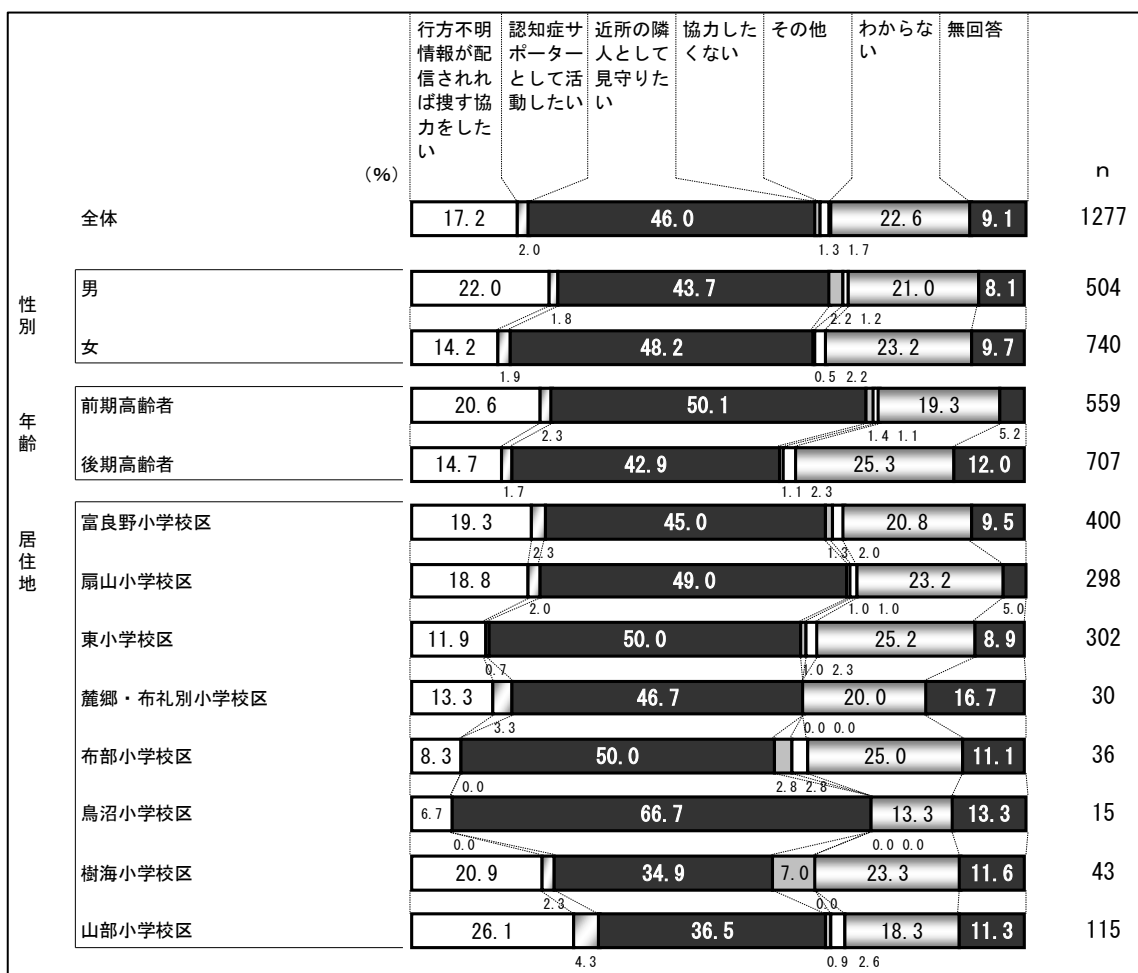 行方不明
情報が配
信されれ
ば捜す協
力をした
い
認知症サ
ポーター
として活
動したい
近所の隣
人として
見守りた
い
協力した
くない
その他
わからな
い
無回答
(%)
n
全体
17.2
46.0
22.6
9.1
1277
2.0
1.3 1.7
性別
男
22.0
43.7
21.0
8.1
504
1.8
2.2 1.2
女
14.2
48.2
23.2
9.7
740
1.9
0.5 2.2
年齢
前期高齢者
20.6
50.1
19.3
559
2.3
1.4 1.1
5.2
後期高齢者
14.7
42.9
25.3
12.0
707
1.7
1.1 2.3
居住地
富良野小学校区
19.3
45.0
20.8
9.5
400
2.3
1.3 2.0
扇山小学校区
18.8
49.0
23.2
298
2.0
1.0 1.0
5.0
東小学校区
11.9
50.0
25.2
8.9
302
0.7
1.0 2.3
麓郷・布礼別小学校区
13.3
46.7
20.0
16.7
30
3.3
0.0 0.0
布部小学校区
8.3
50.0
25.0
11.1
36
0.0
2.8 2.8
鳥沼小学校区
6.7
66.7
13.3
13.3
15
0.0
0.0 0.0
樹海小学校区
20.9
34.9
7.0
23.3
11.6
43
2.3
0.0
山部小学校区
26.1
36.5
18.3
11.3
115
4.3
0.9 2.6